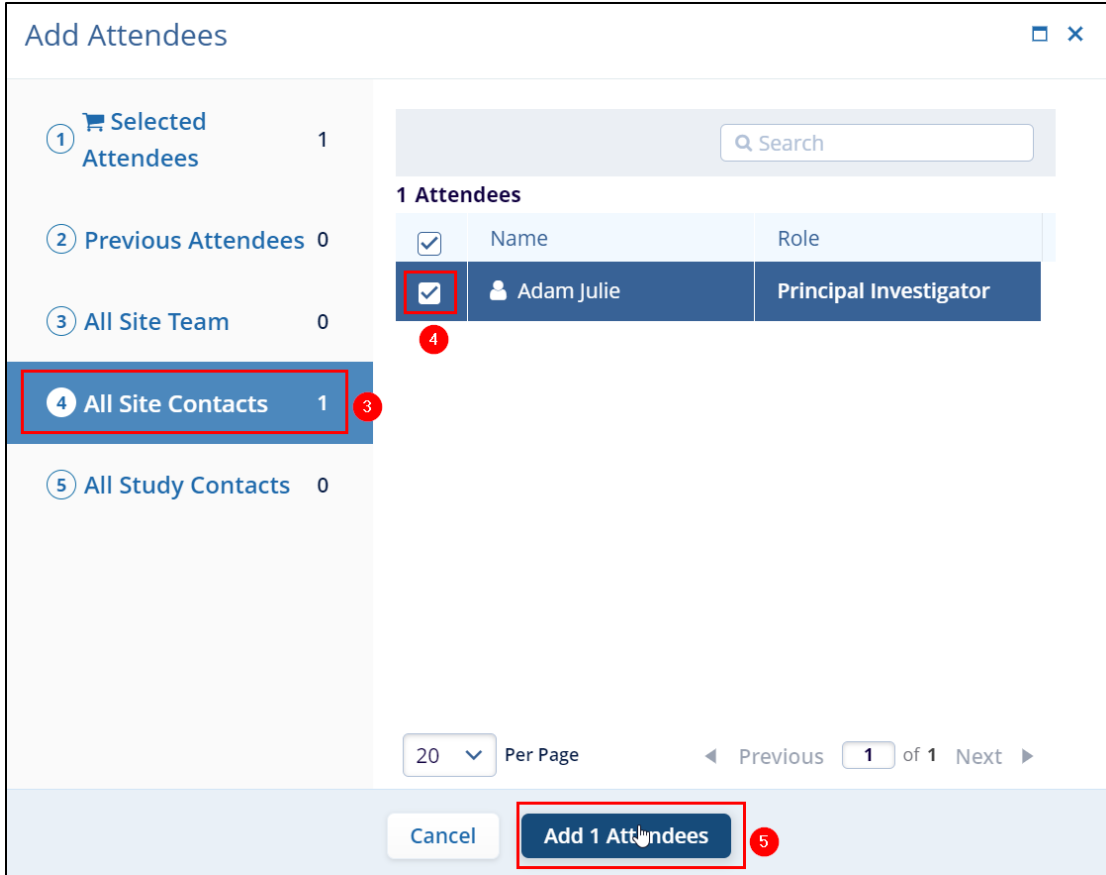 Add Attendees
1 Selected Attendees 1
2 Previous Attendees 0
3 All Site Team 0
4 All Site Contacts 1
3
5 All Study Contacts 0
Search
1 Attendees
Name Role
Adam Julie Principal Investigator
4
20 Per Page Previous 1 of 1 Next
Cancel Add 1 Attendees 5